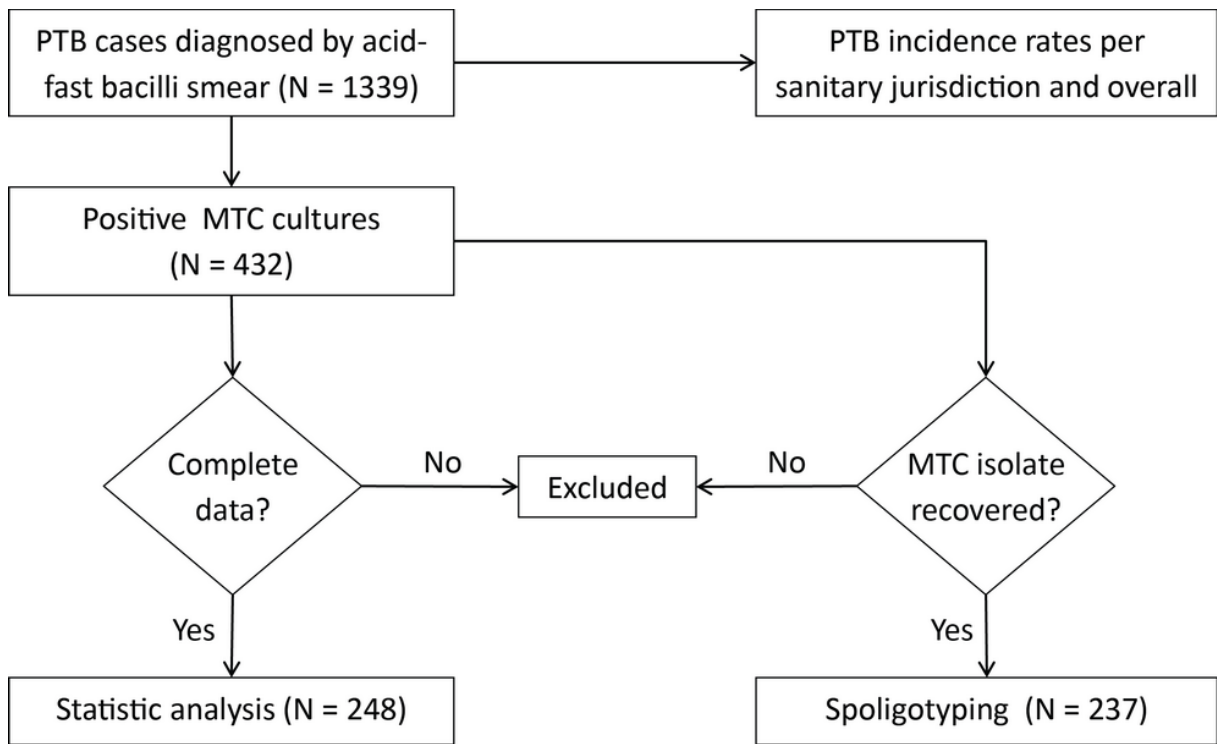 PTB cases diagnosed by acid-
fast bacilli smear (N = 1339)
PTB incidence rates per
sanitary jurisdiction and overall
Positive MTC cultures
(N = 432)
Complete
data?
No
Excluded
No
MTC isolate
recovered?
Yes
Yes
Statistic analysis (N = 248)
Spoligotyping (N = 237)